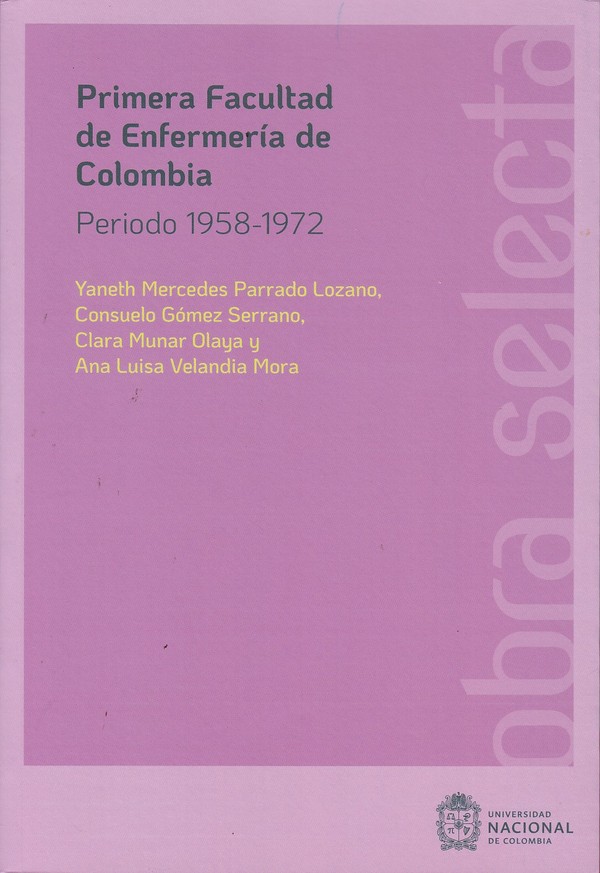 Primera Facultad
de Enfermería de
Colombia
Periodo 1958-1972
Yaneth Mercedes Parrado Lozano,
Consuelo Gómez Serrano,
Clara Munar Olaya y
Ana Luisa Velandia Mora
obra selecta
UNIVERSIDAD
NACIONAL
DE COLOMBIA